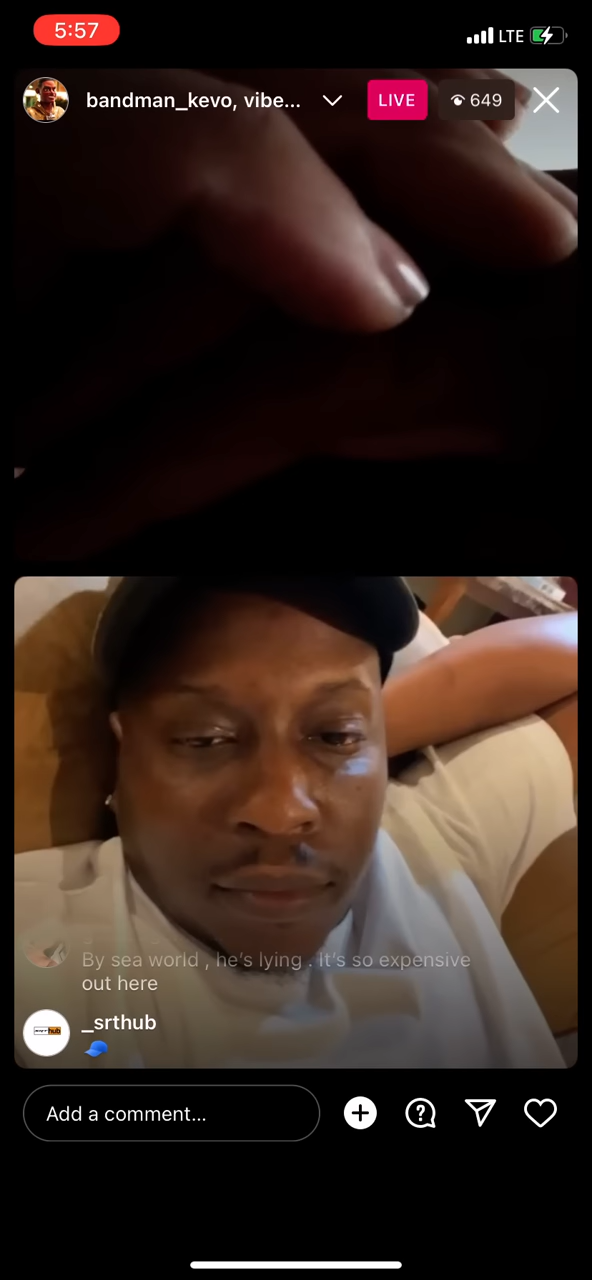 5:57
LTE
bandman_kevo, vibe...
LIVE
649
By sea world , he's lying . It's so expensive
out here
_srthub
hub
Add a comment...